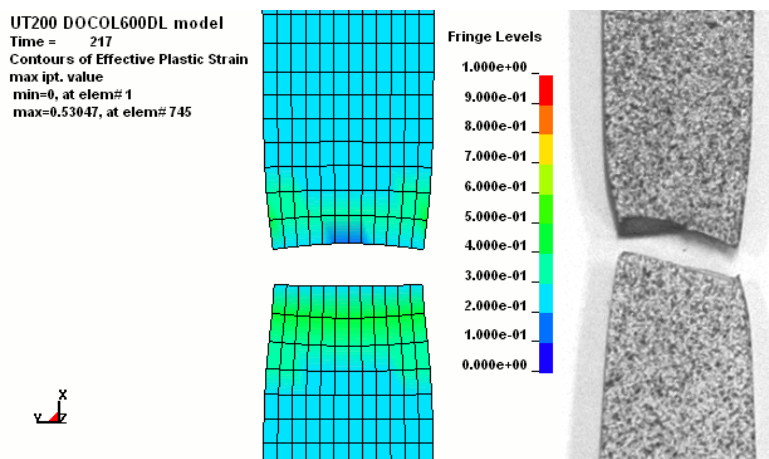 UT200 DOCOL600DL model
Time =        217
Contours of Effective Plastic Strain
max ipt. value
min=0, at elem# 1
max=0.53047, at elem# 745
Fringe Levels
1.000e+00
9.000e-01
8.000e-01
7.000e-01
6.000e-01
5.000e-01
4.000e-01
3.000e-01
2.000e-01
1.000e-01
0.000e+00
X
Y Z